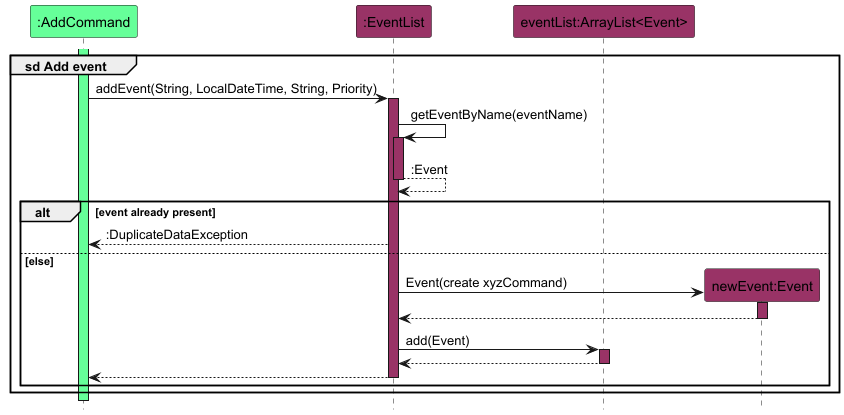 :AddCommand
:EventList
eventList:ArrayList<Event>
sd Add event
addEvent(String, LocalDateTime, String, Priority)
getEventByName(eventName)
:Event
alt
[event already present]
:DuplicateDataException
[else]
Event(create xyzCommand)
newEvent:Event
add(Event)